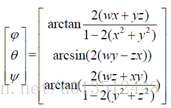 [φ θ ψ] = [arctan 2(wx+yz) / 1−2(x²+y²)
arcsin(2(wy−zx))
arctan( 2(wz+xy) / 1−2(y²+z²) ]